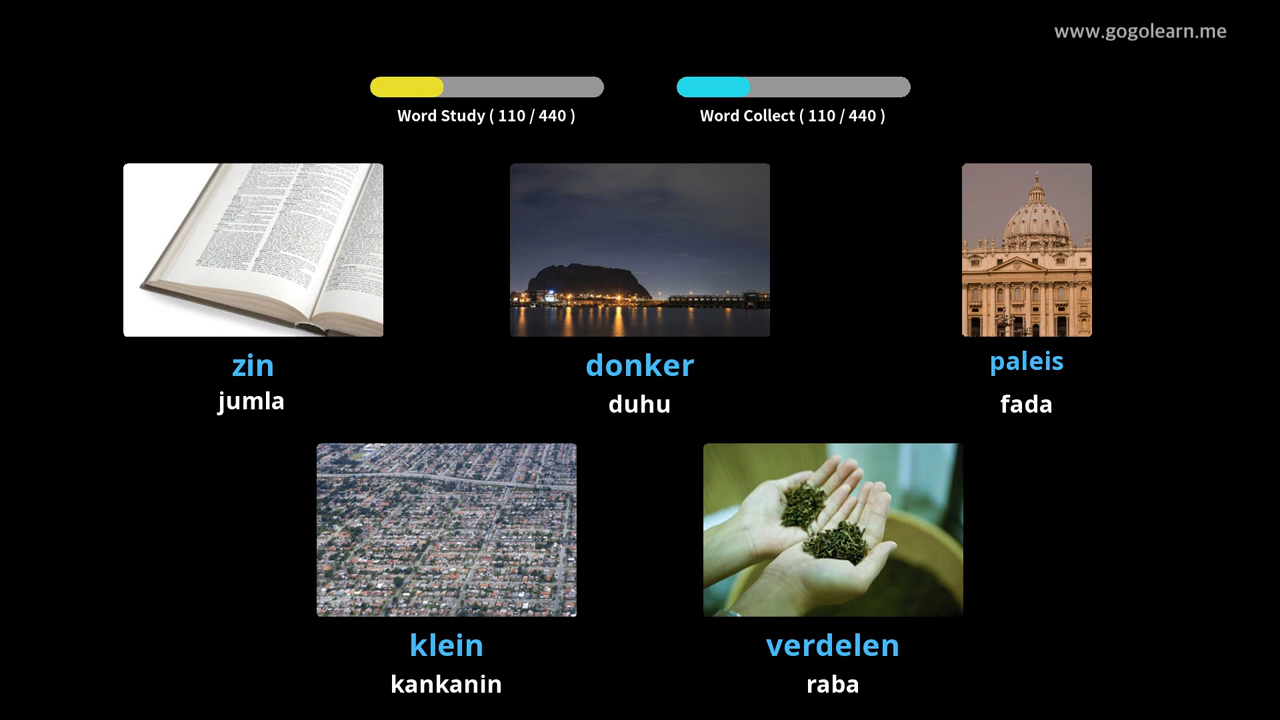 www.gogolearn.me
Word Study ( 110 / 440 )
Word Collect ( 110 / 440 )
zin
jumla
donker
duhu
paleis
fada
klein
kankanin
verdelen
raba